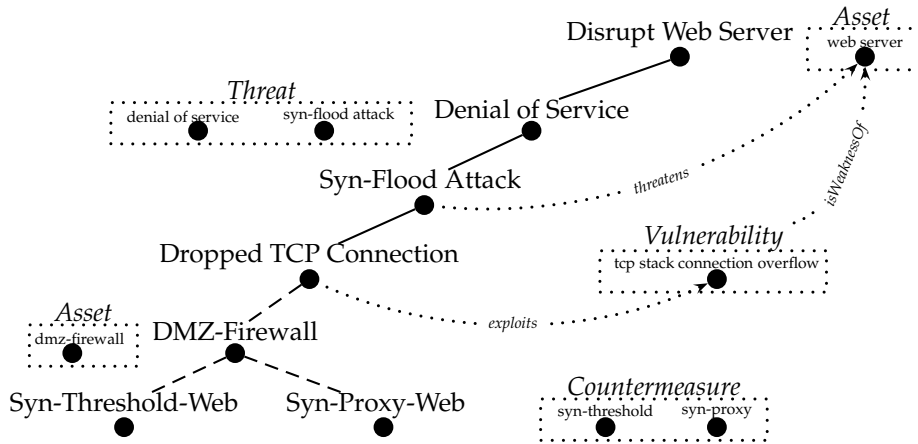 Asset
Disrupt Web Server
web server
Threat
denial of service
syn-flood attack
Denial of Service
Syn-Flood Attack
threatens
isWeaknessOf
Vulnerability
Dropped TCP Connection
tcp stack connection overflow
Asset
dmz-firewall
DMZ-Firewall
exploits
Syn-Threshold-Web
Syn-Proxy-Web
Countermeasure
syn-threshold
syn-proxy